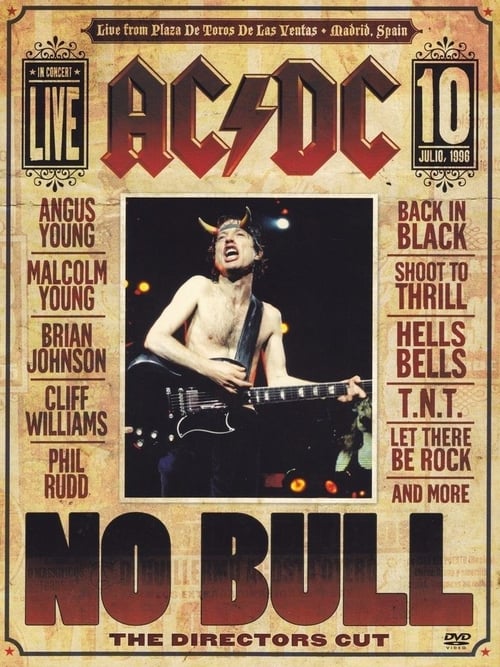 Live from Plaza De Toros De Las Ventas • Madrid, Spain
IN CONCERT
LIVE
AC/DC
10
JULIO, 1996
ANGUS
YOUNG
MALCOLM
YOUNG
BRIAN
JOHNSON
CLIFF
WILLIAMS
PHIL
RUDD
BACK IN
BLACK
SHOOT TO
THRILL
HELLS
BELLS
T.N.T.
LET THERE
BE ROCK
AND MORE
NO BULL
THE DIRECTORS CUT
DVD
VIDEO